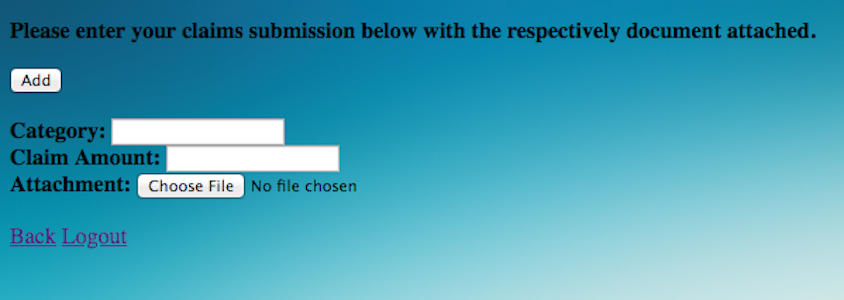 Please enter your claims submission below with the respectively document attached.
Add
Category:
Claim Amount:
Attachment: Choose File No file chosen
Back Logout